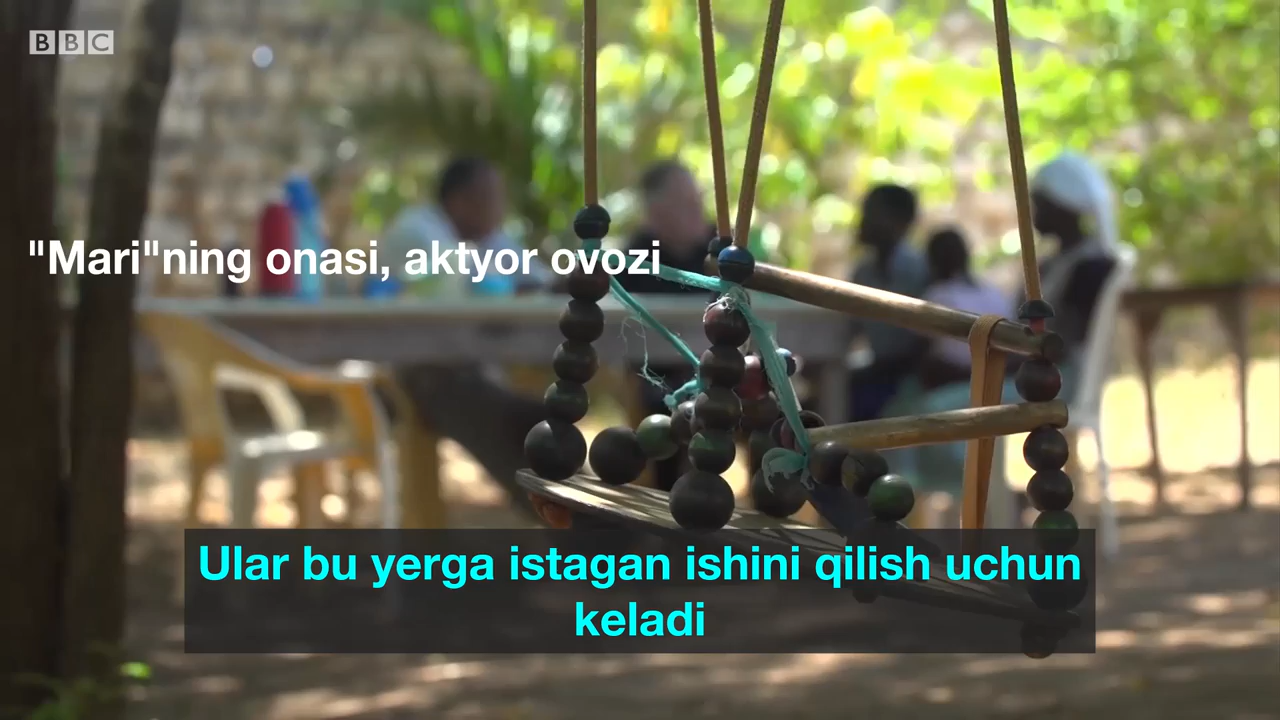 BBC
"Mari"ning onasi, aktyor ovozi
Ular bu yerga istagan ishini qilish uchun
keladi